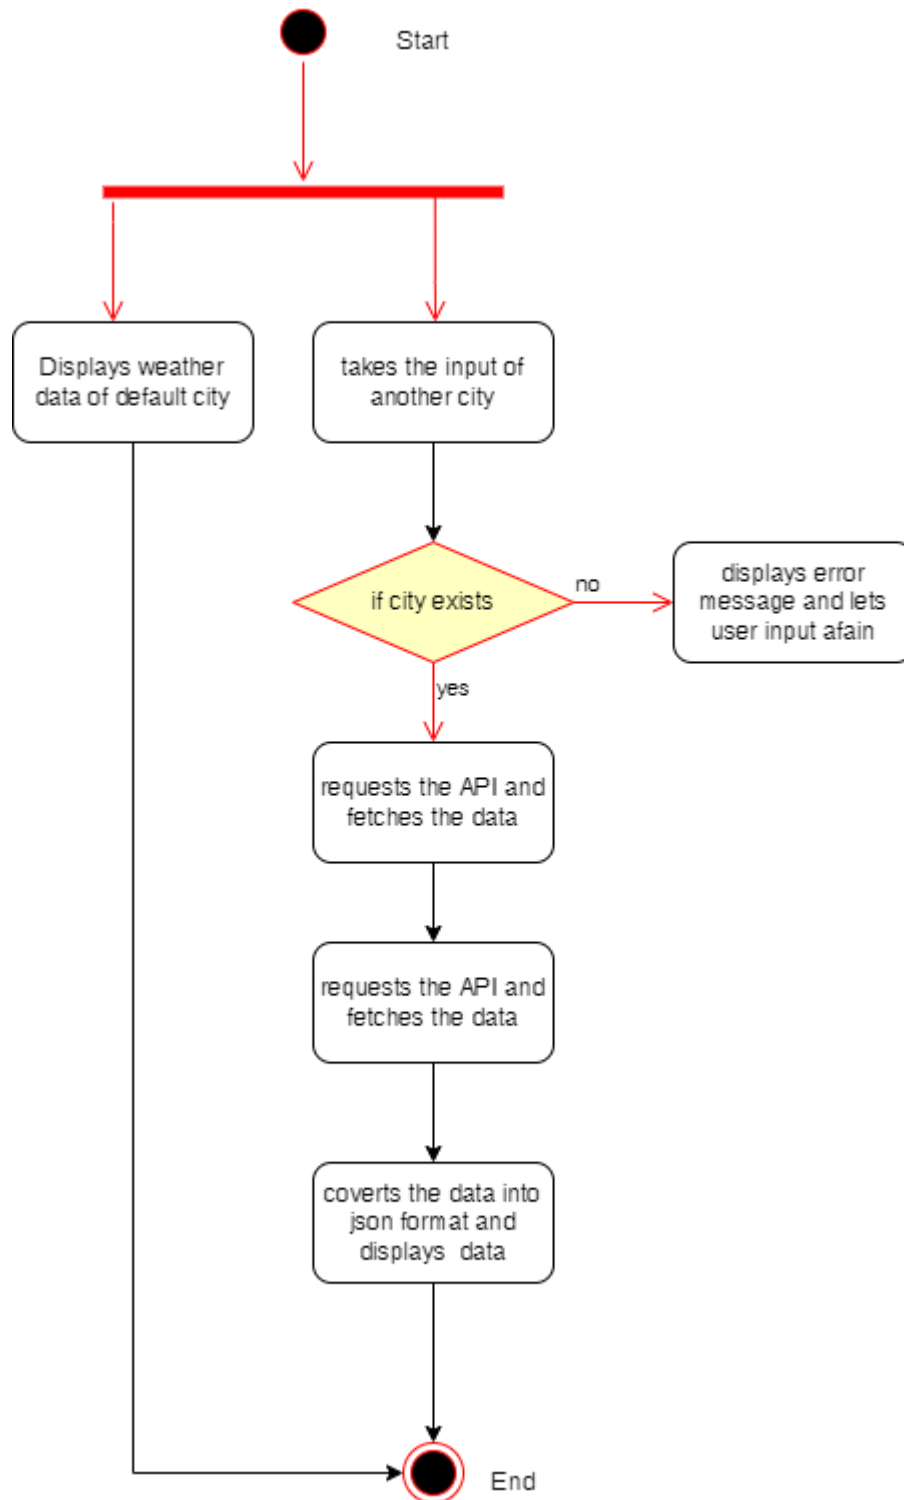 Start
Displays weather
data of default city
takes the input of
another city
if city exists
no
displays error
message and lets
user input afain
yes
requests the API and
fetches the data
requests the API and
fetches the data
coverts the data into
json format and
displays  data
End